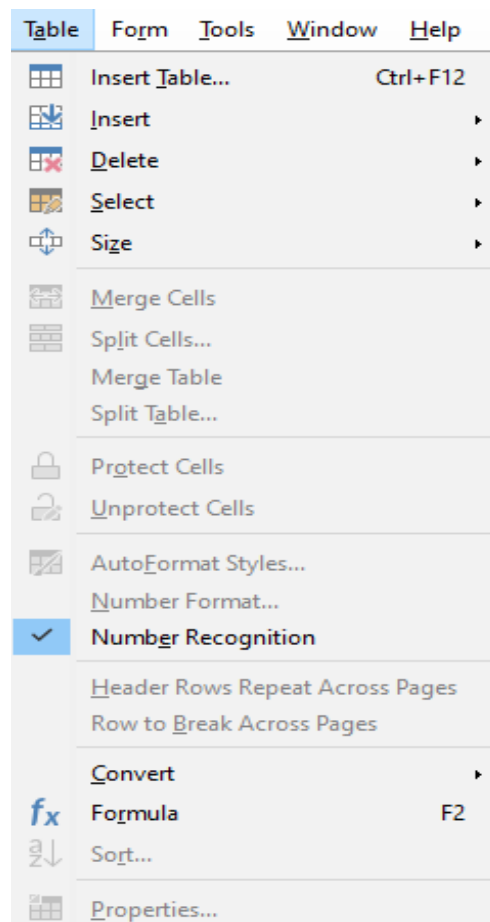 Table Form Tools Window Help
Insert Table... Ctrl+F12
Insert
Delete
Select
Size
Merge Cells
Split Cells...
Merge Table
Split Table...
Protect Cells
Unprotect Cells
AutoFormat Styles...
Number Format...
Number Recognition
Header Rows Repeat Across Pages
Row to Break Across Pages
Convert
Formula F2
Sort...
Properties...